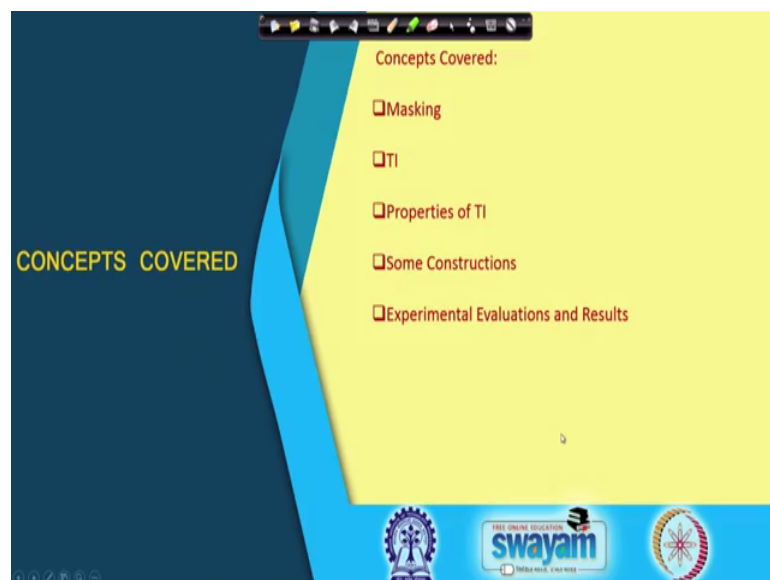 Concepts Covered:
❑Masking
❑TI
❑Properties of TI
❑Some Constructions
❑Experimental Evaluations and Results
CONCEPTS COVERED
FREE ONLINE EDUCATION
swayam